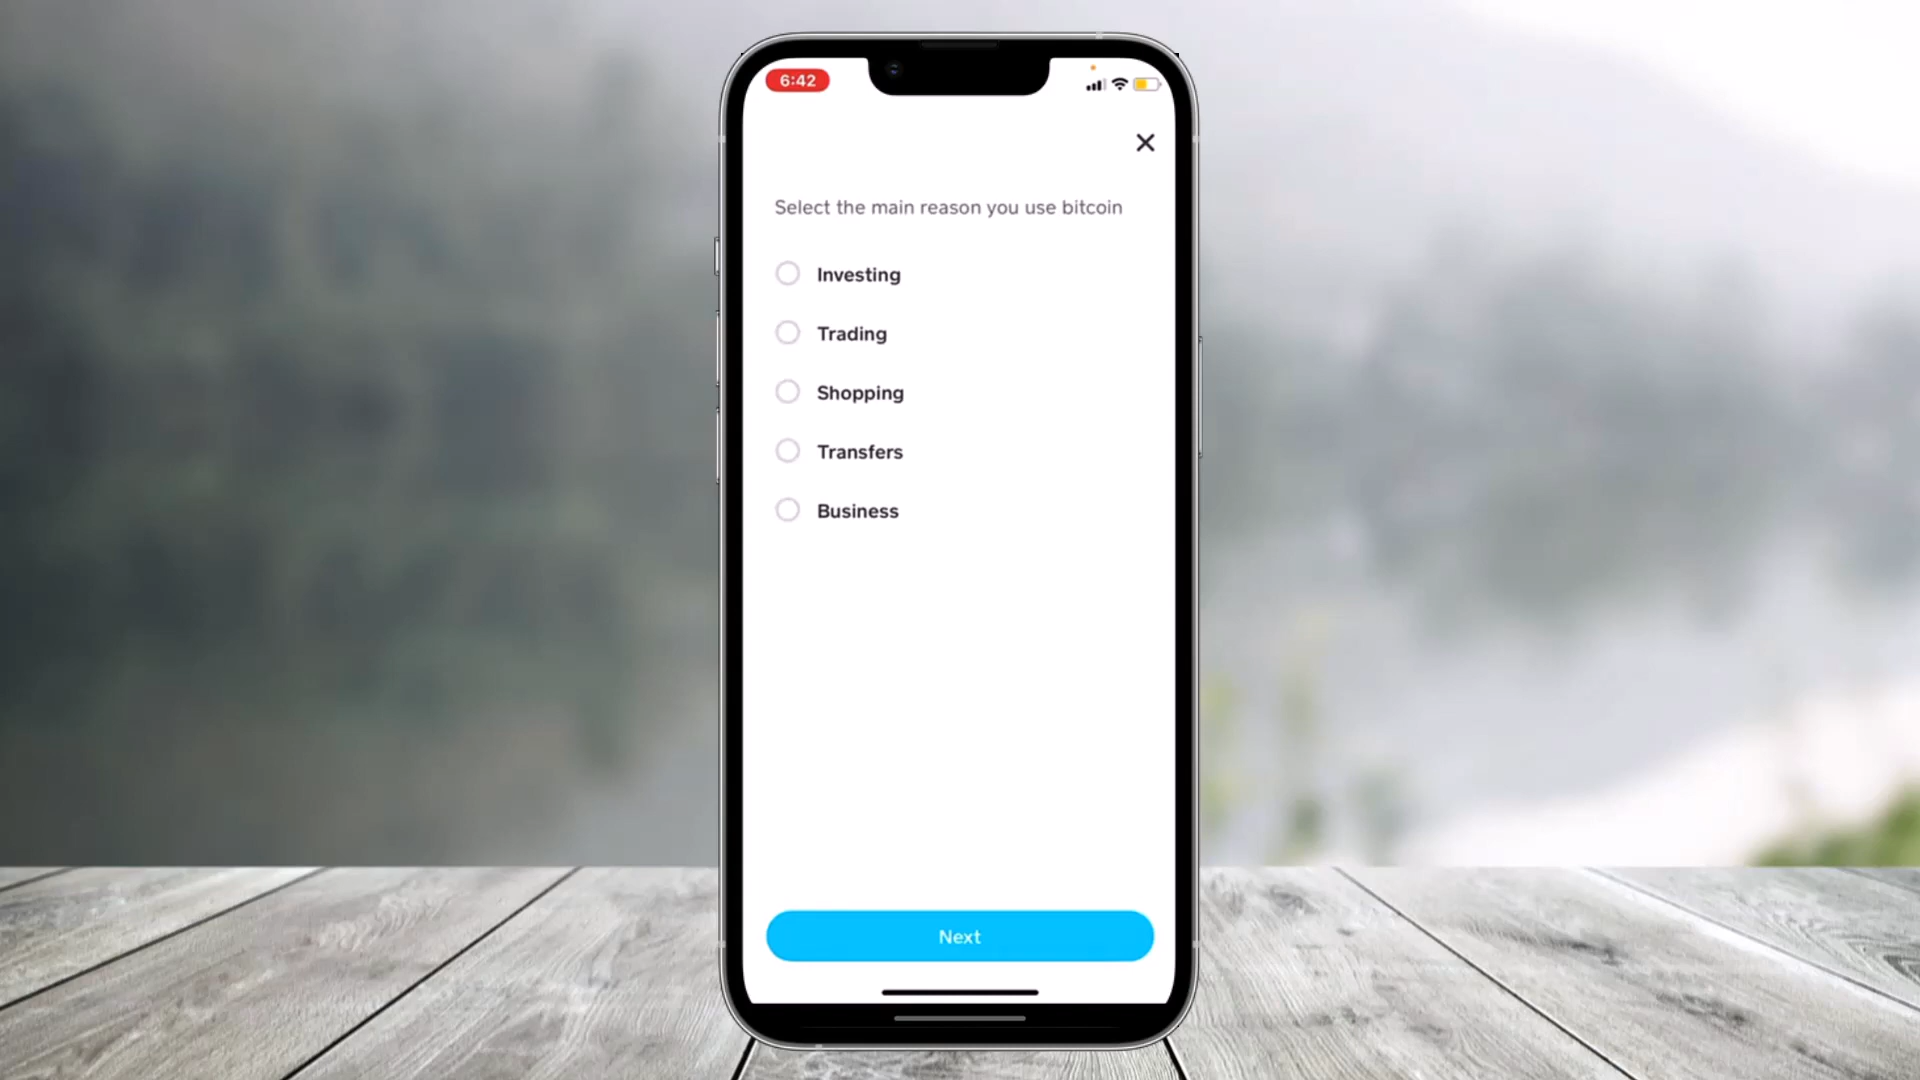 6:42
Select the main reason you use bitcoin
Investing
Trading
Shopping
Transfers
Business
Next